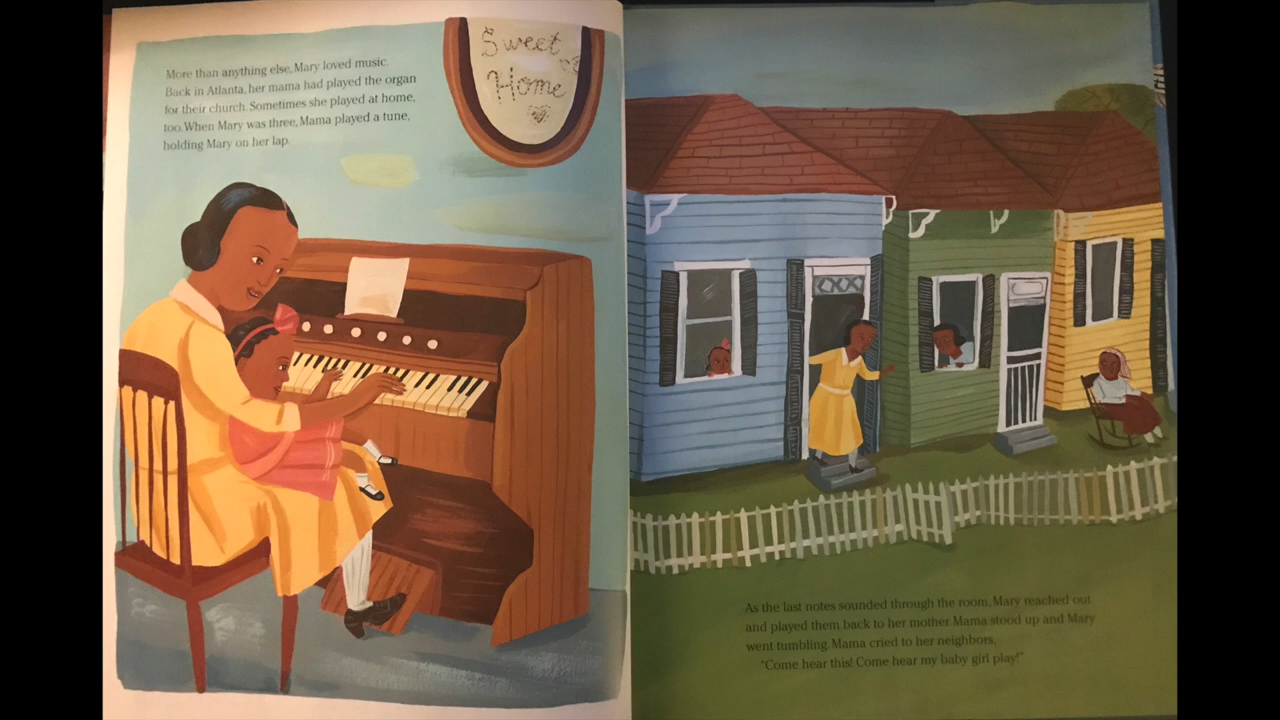 More than anything else, Mary loved music.
Back in Atlanta, her mama had played the organ
for their church. Sometimes she played at home,
too. When Mary was three, Mama played a tune,
holding Mary on her lap.
Sweet
Home
As the last notes sounded through the room, Mary reached out
and played them back to her mother. Mama stood up and Mary
went tumbling. Mama cried to her neighbors,
"Come hear this! Come hear my baby girl play!"